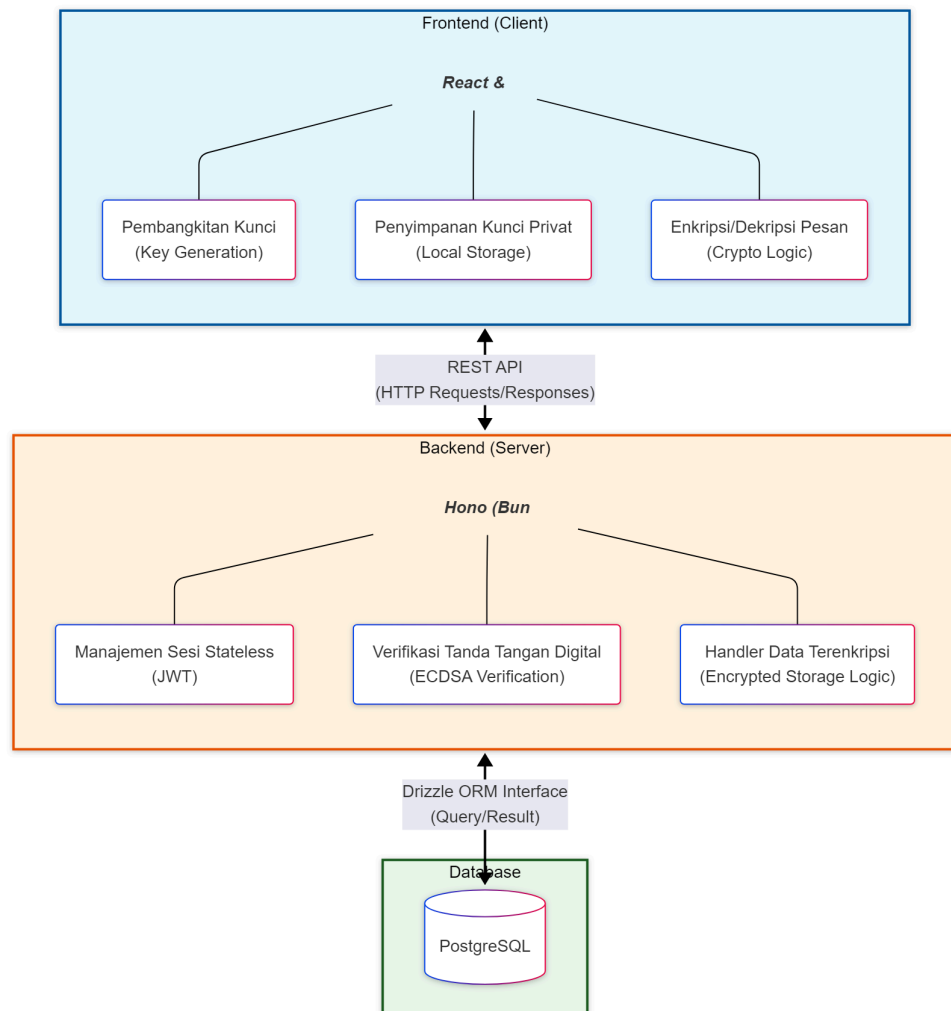 Frontend (Client)
React &
Pembangkitan Kunci
(Key Generation)
Penyimpanan Kunci Privat
(Local Storage)
Enkripsi/Dekripsi Pesan
(Crypto Logic)
REST API
(HTTP Requests/Responses)
Backend (Server)
Hono (Bun
Manajemen Sesi Stateless
(JWT)
Verifikasi Tanda Tangan Digital
(ECDSA Verification)
Handler Data Terenkripsi
(Encrypted Storage Logic)
Drizzle ORM Interface
(Query/Result)
Database
PostgreSQL